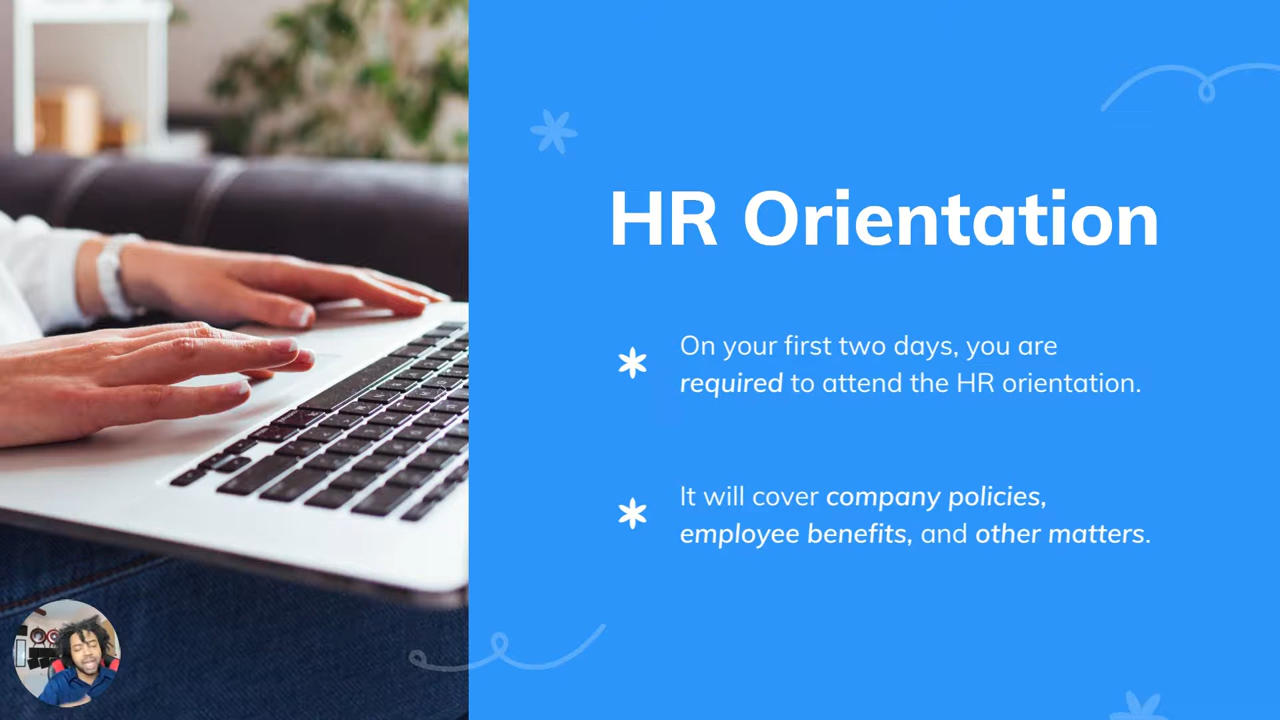 HR Orientation
On your first two days, you are
required to attend the HR orientation.
It will cover company policies,
employee benefits, and other matters.